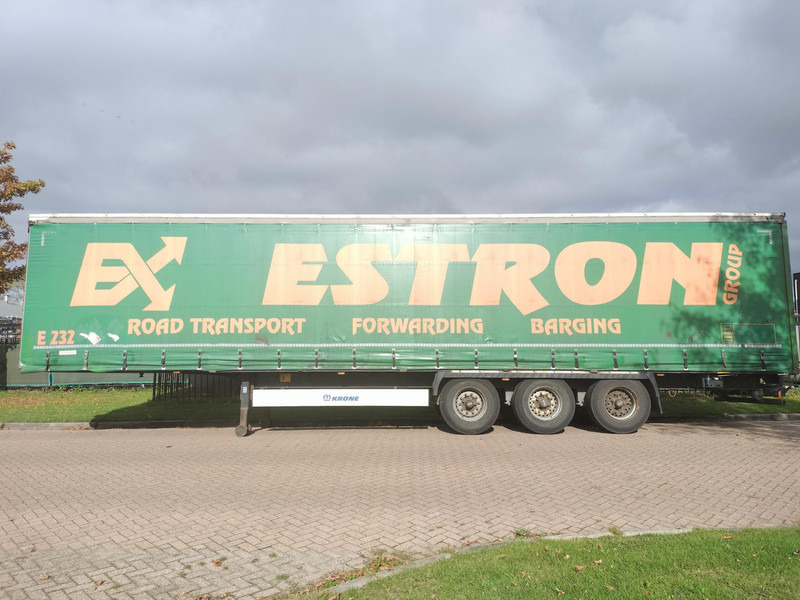 EX ESTRON GROUP
ROAD TRANSPORT FORWARDING BARGING
E 232
KRONE